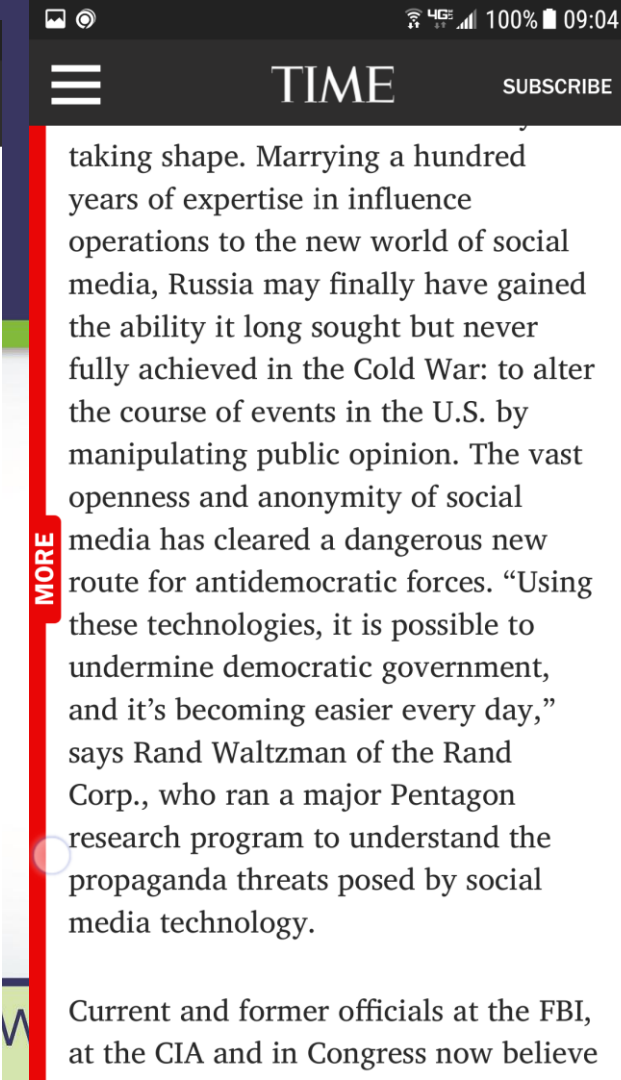 4GE 100% 09:04
TIME
SUBSCRIBE
taking shape. Marrying a hundred
years of expertise in influence
operations to the new world of social
media, Russia may finally have gained
the ability it long sought but never
fully achieved in the Cold War: to alter
the course of events in the U.S. by
manipulating public opinion. The vast
openness and anonymity of social
media has cleared a dangerous new
route for antidemocratic forces. “Using
these technologies, it is possible to
undermine democratic government,
and it’s becoming easier every day,”
says Rand Waltzman of the Rand
Corp., who ran a major Pentagon
research program to understand the
propaganda threats posed by social
media technology.
Current and former officials at the FBI,
at the CIA and in Congress now believe
MORE